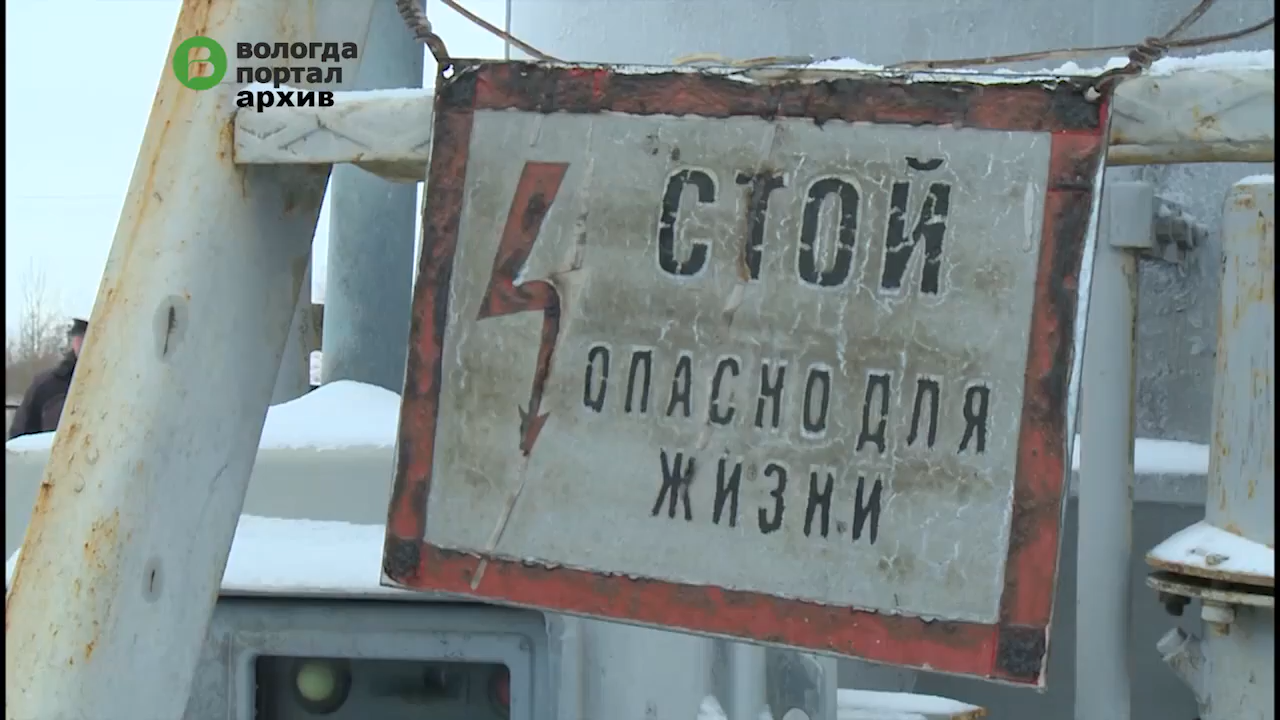 вологда
портал
архив
СТОЙ
ОПАСНО ДЛЯ
ЖИЗНИ